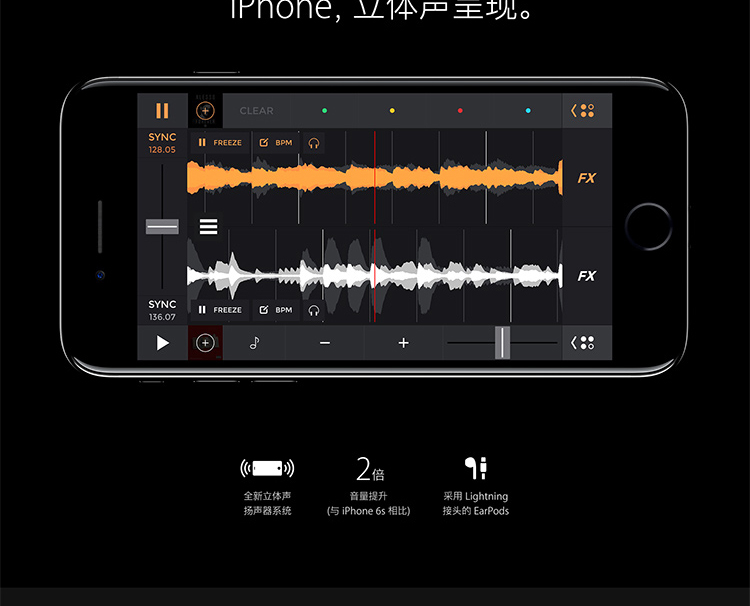 iPhone, 立体声呈现。
CLEAR
SYNC
128.05
FREEZE
BPM
FX
FX
SYNC
136.07
FREEZE
BPM
2倍
全新立体声
扬声器系统
音量提升
(与 iPhone 6s 相比)
采用 Lightning
接头的 EarPods